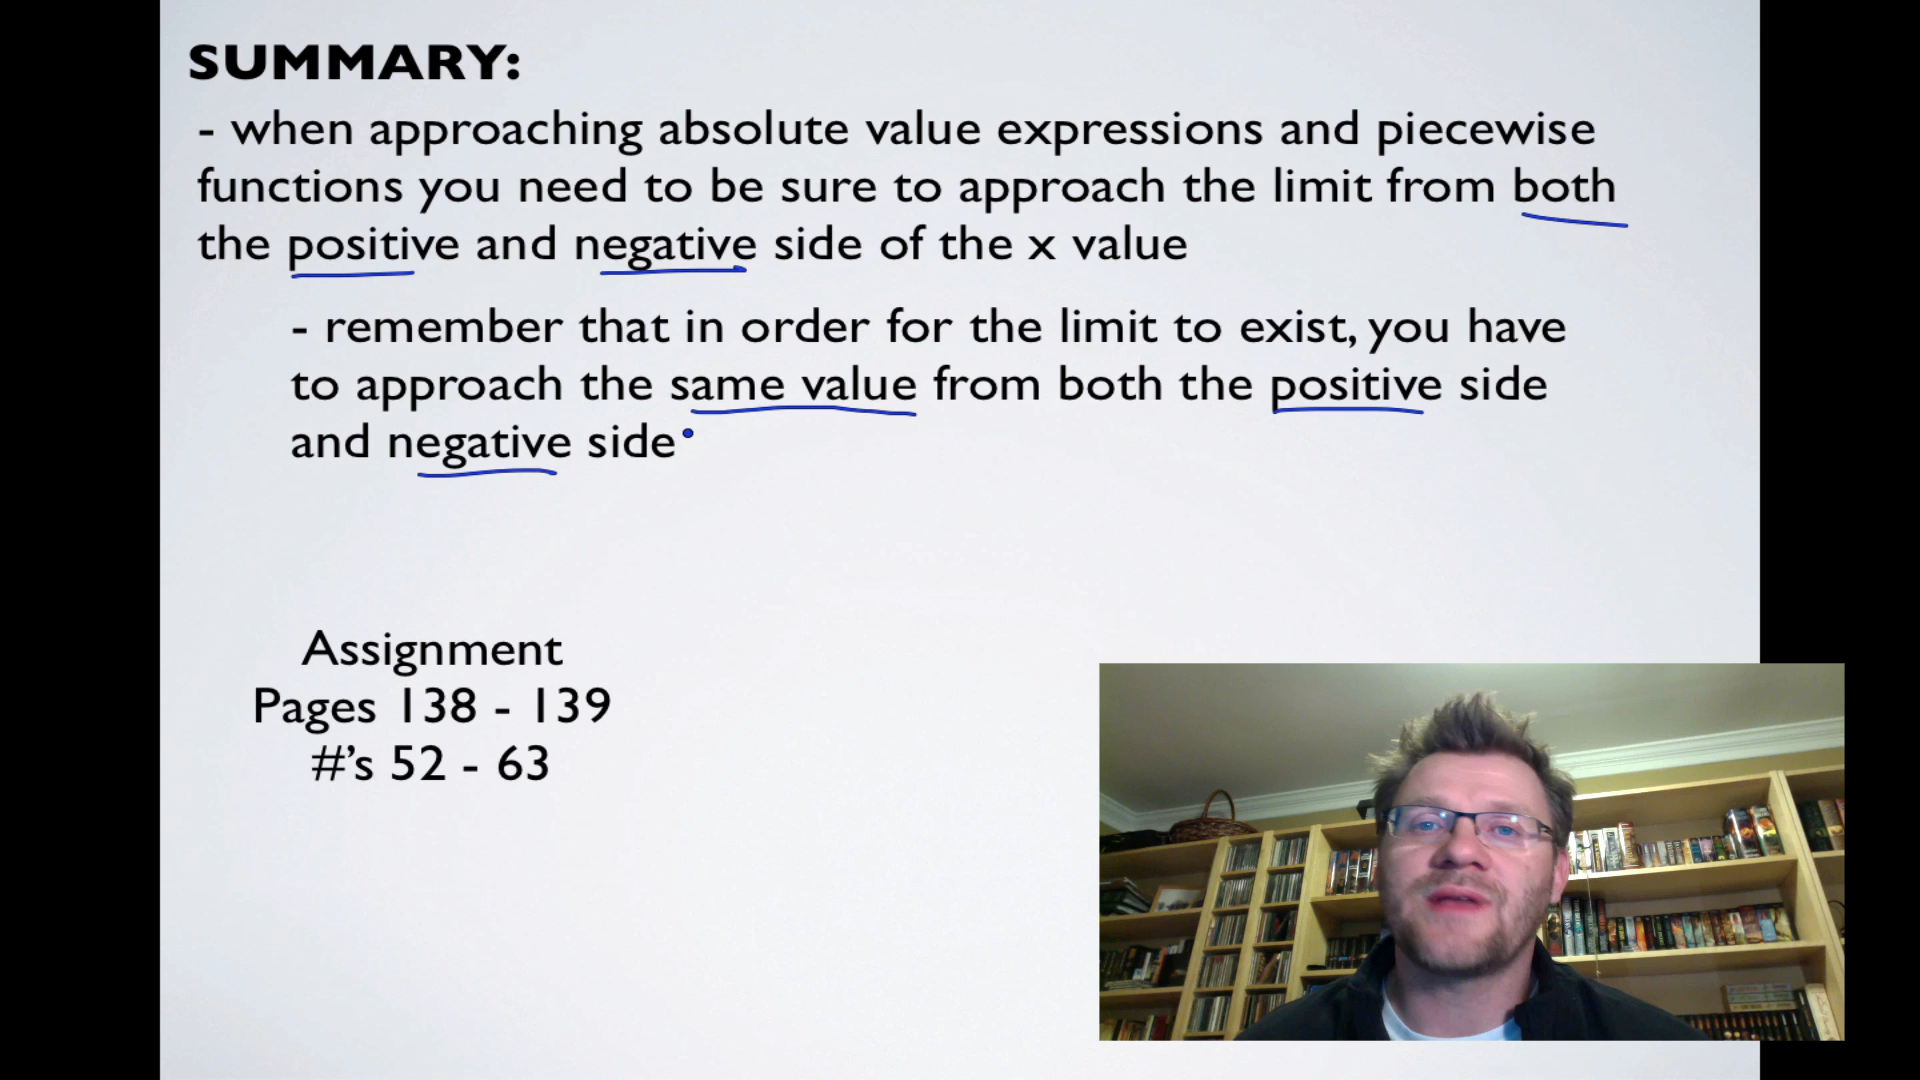 SUMMARY:
- when approaching absolute value expressions and piecewise
functions you need to be sure to approach the limit from both
the positive and negative side of the x value
- remember that in order for the limit to exist, you have
to approach the same value from both the positive side
and negative side
Assignment
Pages 138 - 139
#’s 52 - 63